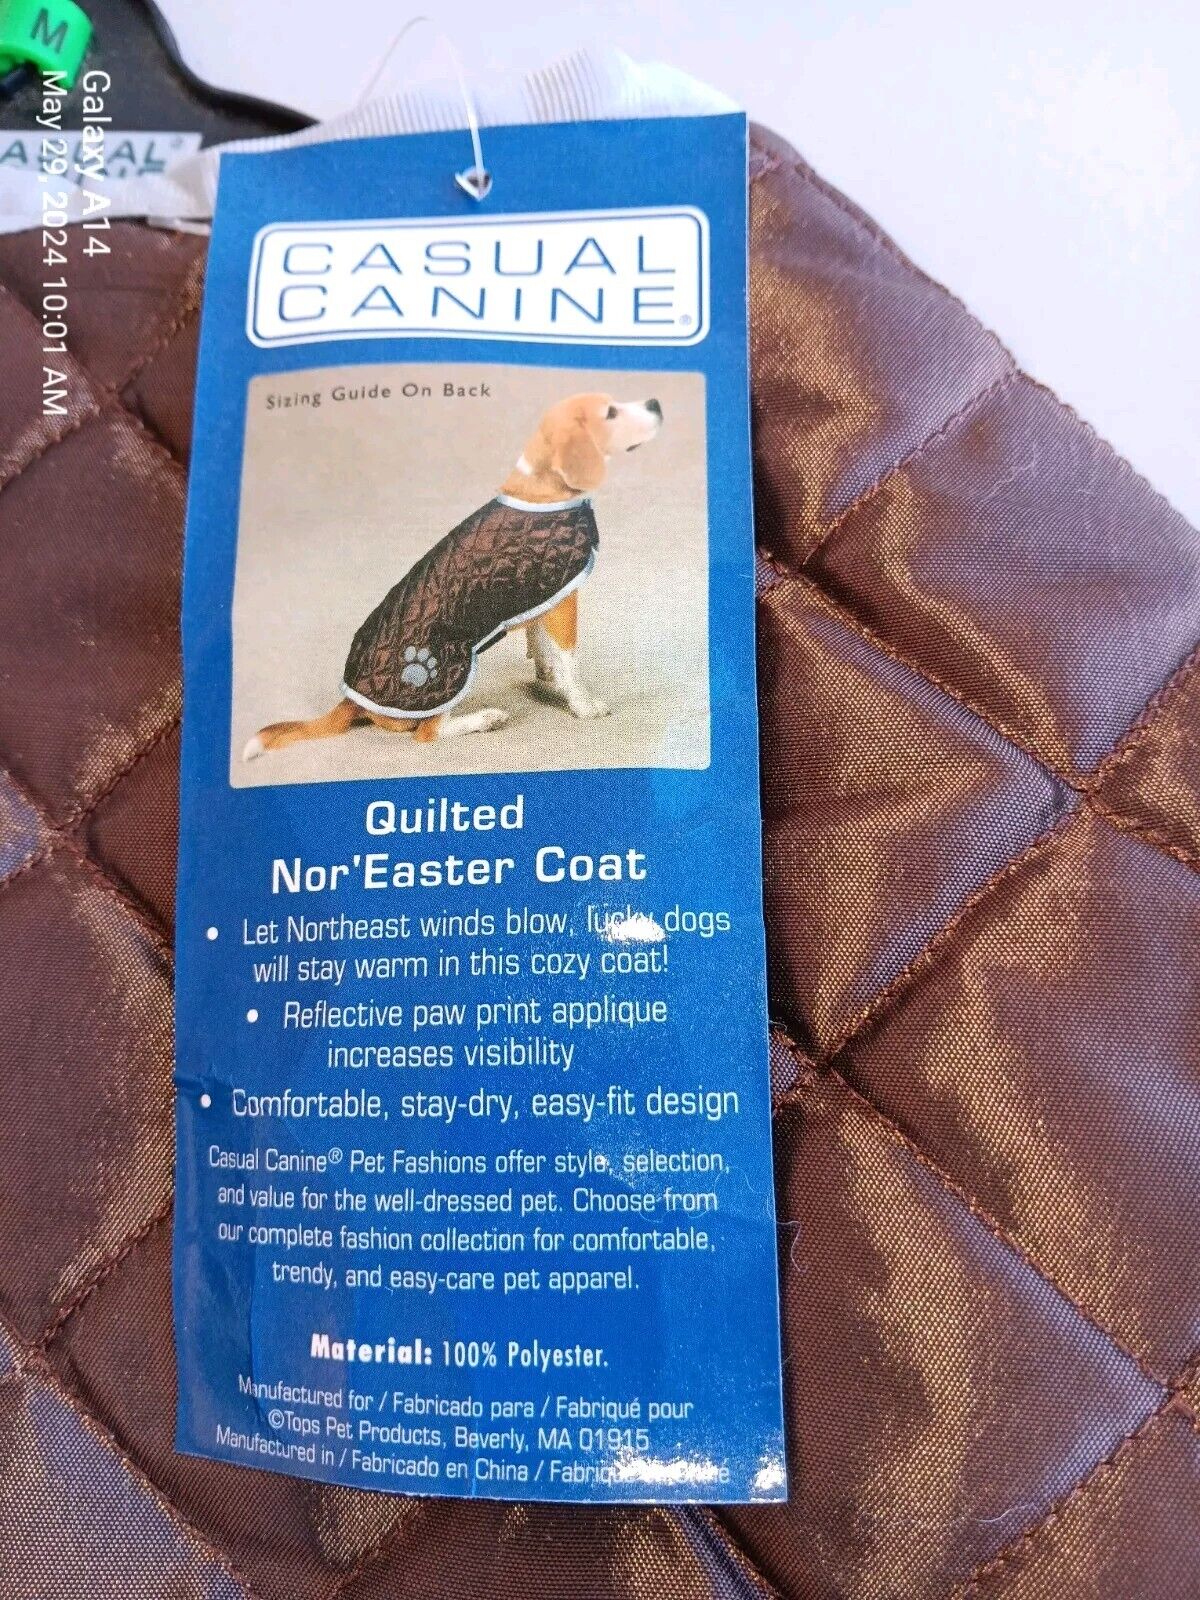 M
Galaxy A14
May 29, 2024 10:01 AM
CASUAL
CANINE®
Sizing Guide On Back
Quilted
Nor'Easter Coat
• Let Northeast winds blow, lucky dogs
will stay warm in this cozy coat!
• Reflective paw print applique
increases visibility
• Comfortable, stay-dry, easy-fit design
Casual Canine® Pet Fashions offer style, selection,
and value for the well-dressed pet. Choose from
our complete fashion collection for comfortable,
trendy, and easy-care pet apparel.
Material: 100% Polyester.
Manufactured for / Fabricado para / Fabriqué pour
©Tops Pet Products, Beverly, MA 01915
Manufactured in / Fabricado en China /